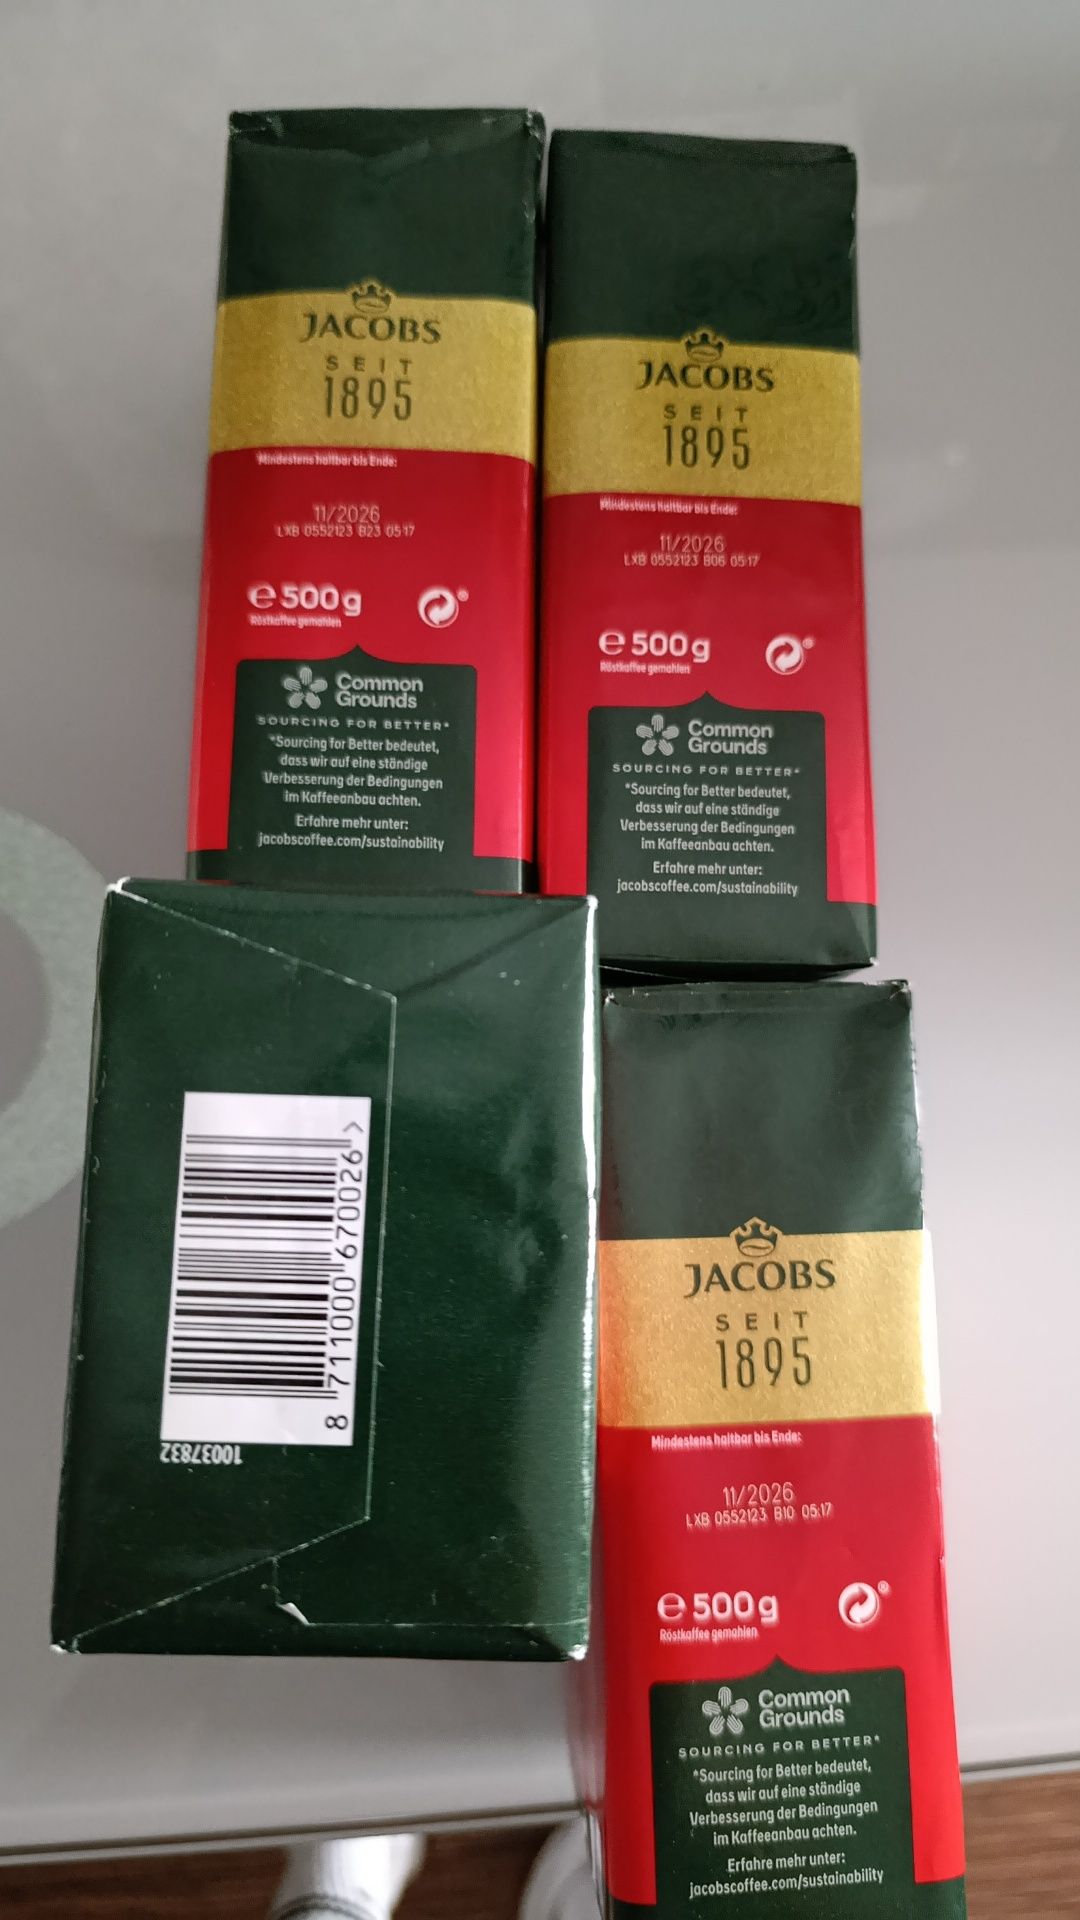 JACOBS
SEIT
1895
Mindestens haltbar bis Ende:
11/2026
LXB 0552123 B23 05:17
e 500g
Röstkaffee gemahlen
Common
Grounds
SOURCING FOR BETTER*
*Sourcing for Better bedeutet,
dass wir auf eine ständige
Verbesserung der Bedingungen
im Kaffeeanbau achten.
Erfahre mehr unter:
jacobscoffee.com/sustainability
JACOBS
SEIT
1895
Mindestens haltbar bis Ende:
11/2026
LXB 0552123 B06 05:17
e 500g
Röstkaffee gemahlen
Common
Grounds
SOURCING FOR BETTER*
*Sourcing for Better bedeutet,
dass wir auf eine ständige
Verbesserung der Bedingungen
im Kaffeeanbau achten.
Erfahre mehr unter:
jacobscoffee.com/sustainability
8 711000 670026 >
10037832
JACOBS
SEIT
1895
Mindestens haltbar bis Ende:
11/2026
LXB 0552123 B10 05:17
e 500g
Röstkaffee gemahlen
Common
Grounds
SOURCING FOR BETTER*
*Sourcing for Better bedeutet,
dass wir auf eine ständige
Verbesserung der Bedingungen
im Kaffeeanbau achten.
Erfahre mehr unter:
jacobscoffee.com/sustainability